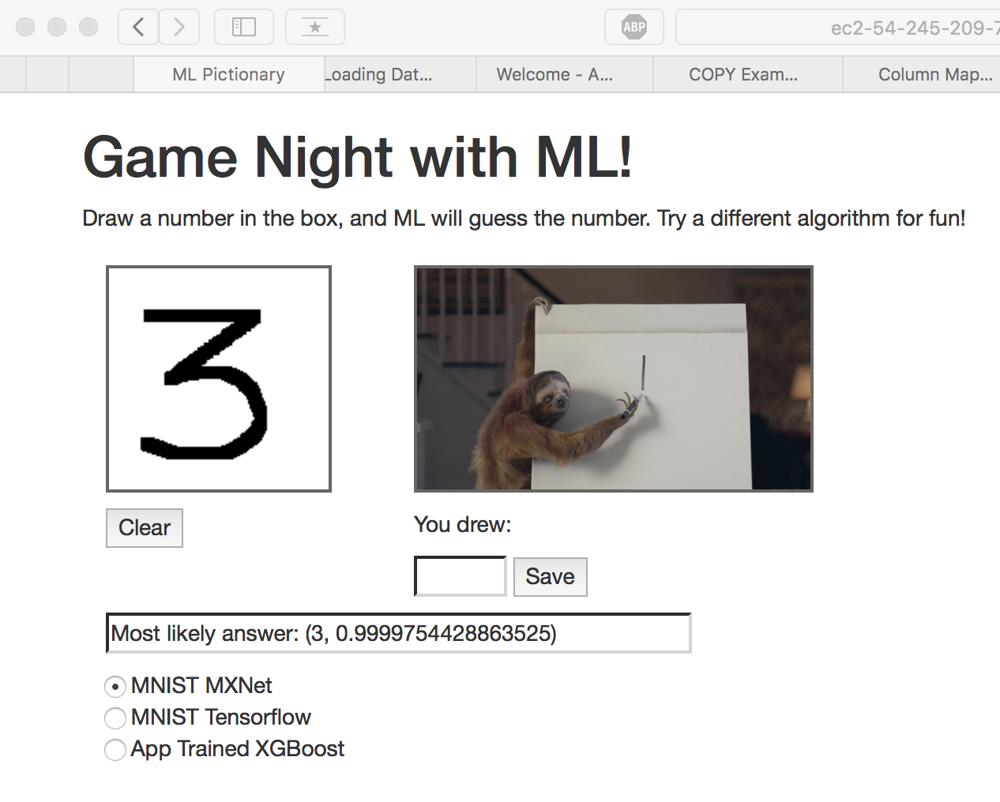 ABP
ec2-54-245-209-7
ML Pictionary
Loading Dat...
Welcome - A...
COPY Exam...
Column Map...
Game Night with ML!
Draw a number in the box, and ML will guess the number. Try a different algorithm for fun!
3
Clear
You drew:
Save
Most likely answer: (3, 0.9999754428863525)
MNIST MXNet
MNIST Tensorflow
App Trained XGBoost